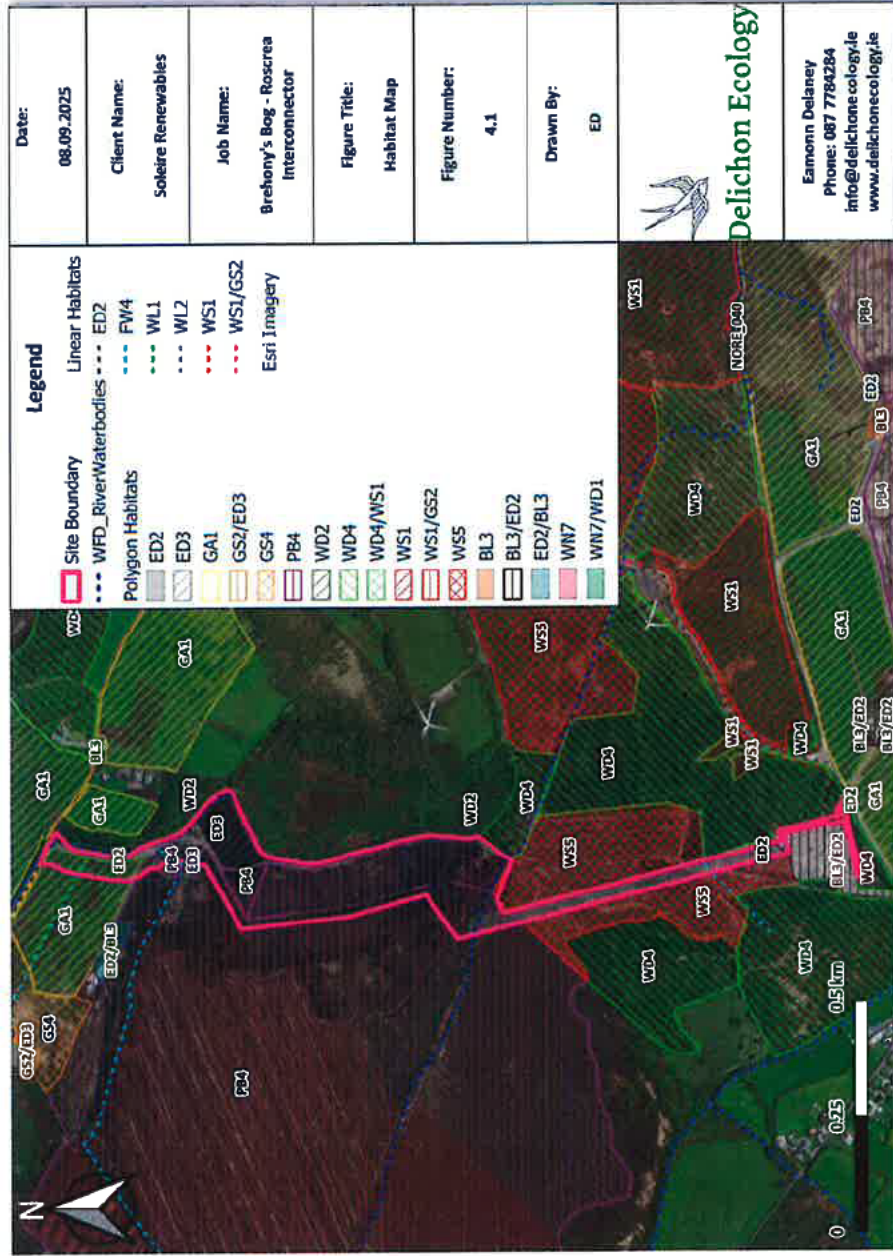 Date:
08.09.2025
Client Name:
Soleire Renewables
Job Name:
Brehony's Bog - Roscrea
Interconnector
Figure Title:
Habitat Map
Figure Number:
4.1
Drawn By:
ED
Delichon Ecology
Eamonn Delaney
Phone: 087 7784284
info@delichonecology.ie
www.delichonecology.ie
Legend
Site Boundary
WFD_RiverWaterbodies
Polygon Habitats
ED2
ED3
GA1
GS2/ED3
GS4
PB4
WD2
WD4
WD4/WS1
WS1
WS1/GS2
WS5
BL3
BL3/ED2
ED2/BL3
WN7
WN7/WD1
Linear Habitats
ED2
FW4
WL1
WL2
WS1
WS1/GS2
Esri Imagery
N
GS2/ED3
GS4
GA1
GA1
GA1
GA1
WD
BL3
ED2
ED2/BL3
PB4
ED3
WD2
ED3
PB4
PB4
WD2
WD4
WS5
WS5
WD4
WD4
WS5
ED2
WD4
WS1
WS1
WD4
WS1
WD4
WS1
NORE_040
GA1
GA1
ED2
BL3/ED2
WD4
ED2
GA1
BL3/ED2
BL3/ED2
ED2
PB4
BL3
ED2
PB4
0
0.25
0.5 km